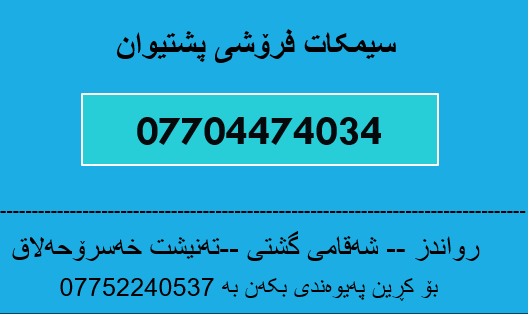 سیمکات فرۆشی پشتیوان
07704474034
رواندز -- شەقامی گشتی --تەنیشت خەسرۆحەلاق
بۆ کڕین پەیوەندی بکەن بە 07752240537